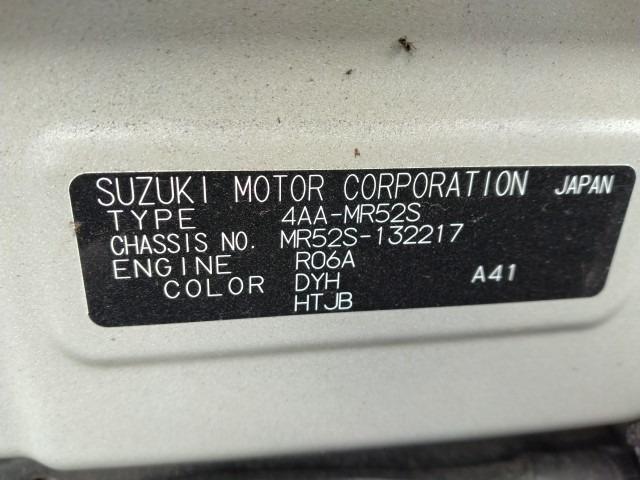 SUZUKI MOTOR CORPORATION JAPAN
TYPE 4AA-MR52S
CHASSIS NO. MR52S-132217
ENGINE R06A
COLOR DYH A41
HTJB